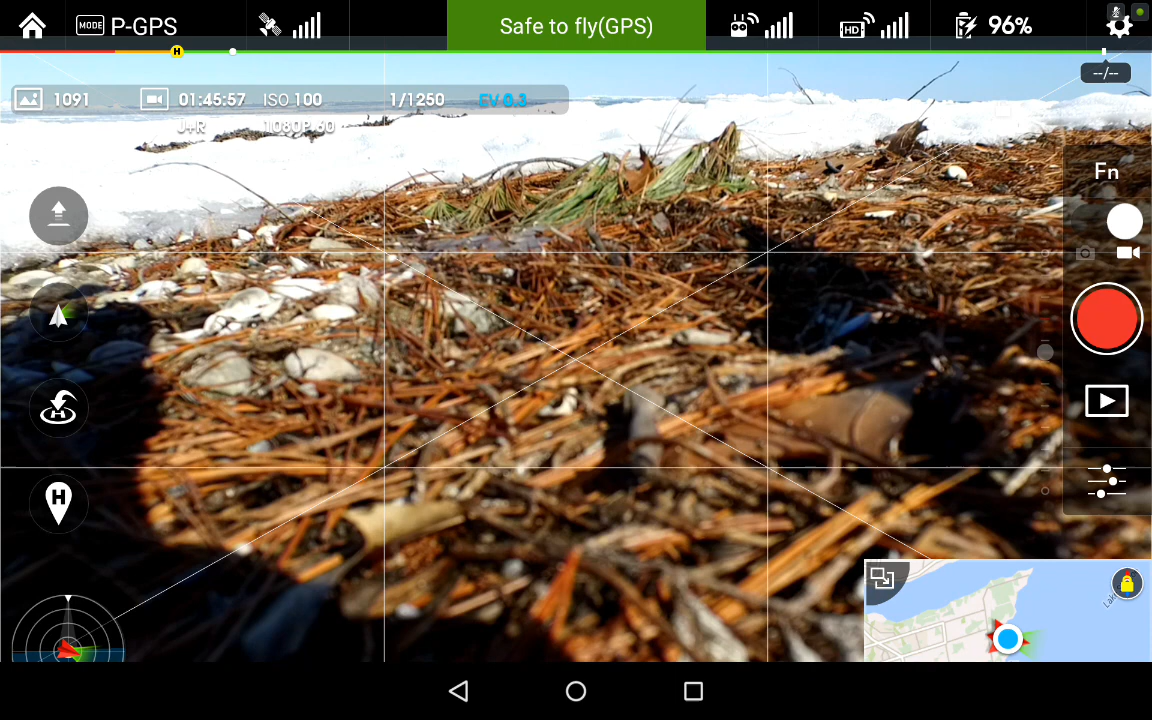 MODE P-GPS Safe to fly(GPS) HD 96%
H
--/--
1091 01:45:57 ISO 100 1/1250 EV 0.3
J+R 1080P 60
Fn
H
H